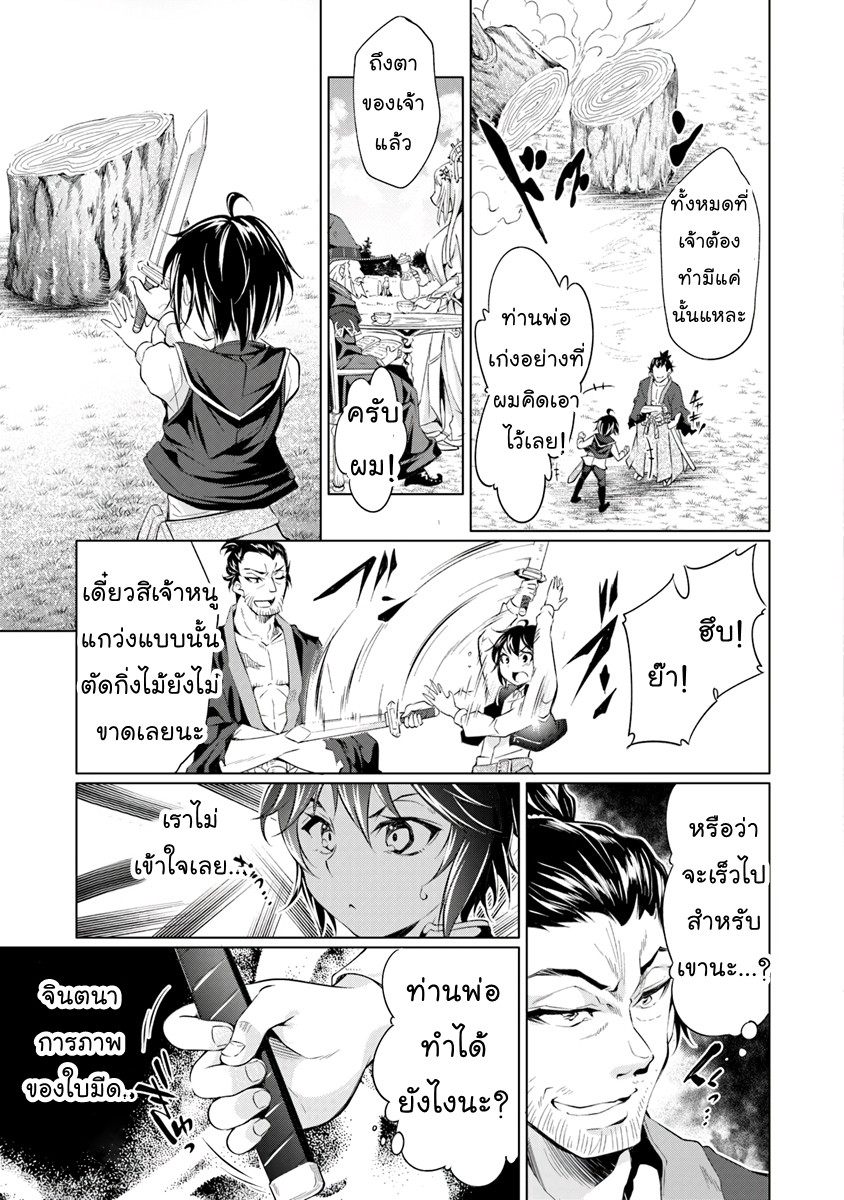 ทั้งหมดที่
เจ้าต้อง
ทำมีแค่
นั้นแหละ
ท่านพ่อ
เก่งอย่างที่
ผมคิดเอา
ไว้เลย!
ドドン
ถึงตา
ของเจ้า
แล้ว
ครับ
ผม!
ฮึบ!
ย๊า!
เดี๋ยวสิเจ้าหนู
แกว่งแบบนั้น
ตัดกิ่งไม้ยังไม่
ขาดเลยนะ
หรือว่า
จะเร็วไป
สำหรับ
เขานะ...?
เราไม่
เข้าใจเลย...
ท่านพ่อ
ทำได้
ยังไงนะ?
จินตนา
การภาพ
ของใบมีด..